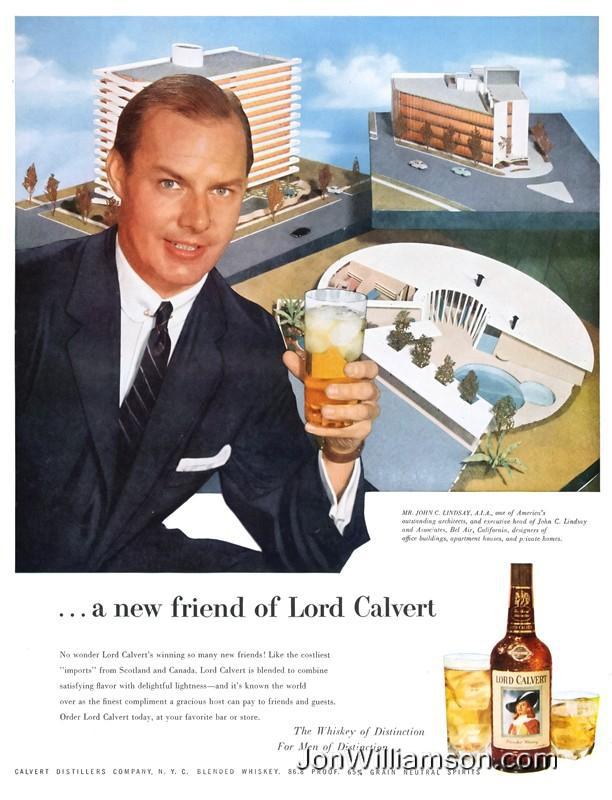 MR. JOHN C. LINDSAY, A.I.A., one of America's
outstanding architects, and executive head of John C. Lindsay
and Associates, Bel Air, California, designers of
office buildings, apartment houses, and private homes.
...a new friend of Lord Calvert
No wonder Lord Calvert's winning so many new friends! Like the costliest
"imports" from Scotland and Canada, Lord Calvert is blended to combine
satisfying flavor with delightful lightness—and it's known the world
over as the finest compliment a gracious host can pay to friends and guests.
Order Lord Calvert today, at your favorite bar or store.
LORD CALVERT
Blended Whiskey
The Whiskey of Distinction
For Men of Distinction
JonWilliamson.com
CALVERT DISTILLERS COMPANY, N. Y. C. BLENDED WHISKEY. 86.8 PROOF. 65% GRAIN NEUTRAL SPIRITS